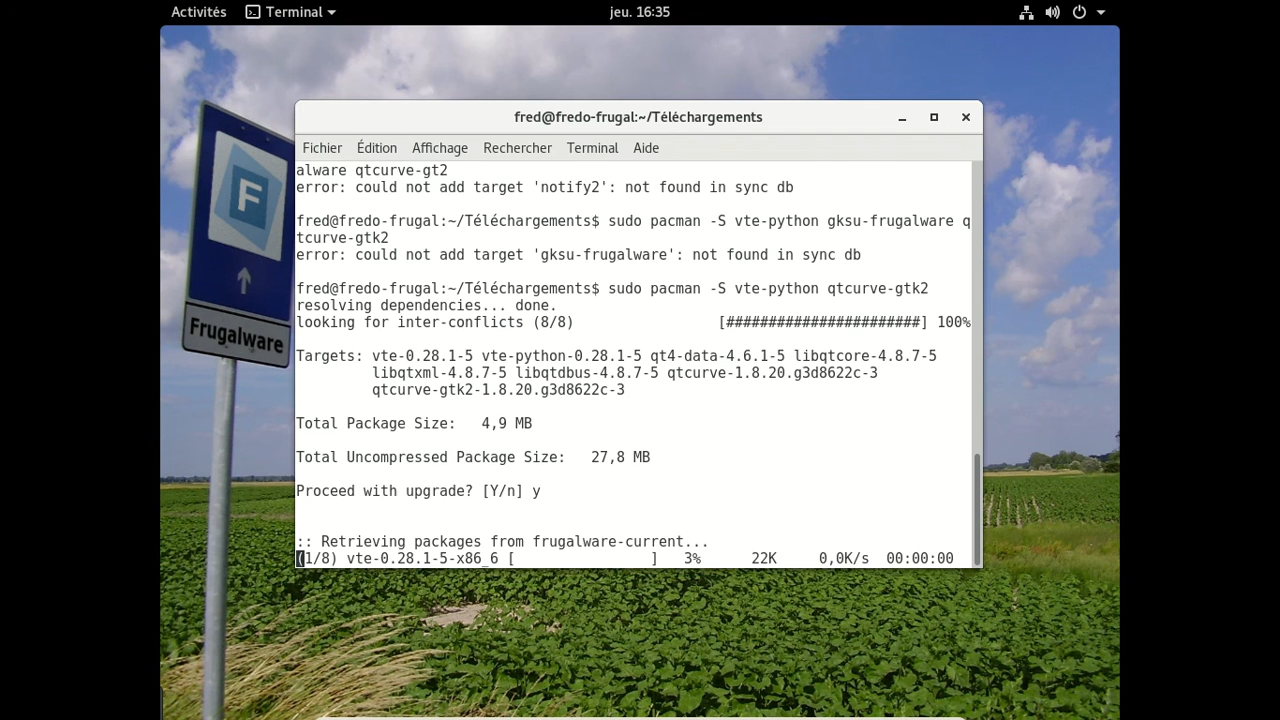 Activités
Terminal
jeu. 16:35
fred@fredo-frugal:~/Téléchargements
Fichier Édition Affichage Rechercher Terminal Aide
alware qtcurve-gt2
error: could not add target 'notify2': not found in sync db
fred@fredo-frugal:~/Téléchargements$ sudo pacman -S vte-python gksu-frugalware q
tcurve-gtk2
error: could not add target 'gksu-frugalware': not found in sync db
fred@fredo-frugal:~/Téléchargements$ sudo pacman -S vte-python qtcurve-gtk2
resolving dependencies... done.
looking for inter-conflicts (8/8) [#######################] 100%
Targets: vte-0.28.1-5 vte-python-0.28.1-5 qt4-data-4.6.1-5 libqtcore-4.8.7-5
libqtxml-4.8.7-5 libqtdbus-4.8.7-5 qtcurve-1.8.20.g3d8622c-3
qtcurve-gtk2-1.8.20.g3d8622c-3
Total Package Size: 4,9 MB
Total Uncompressed Package Size: 27,8 MB
Proceed with upgrade? [Y/n] y
:: Retrieving packages from frugalware-current...
(1/8) vte-0.28.1-5-x86_6 [ ] 3% 22K 0,0K/s 00:00:00
F
Frugalware